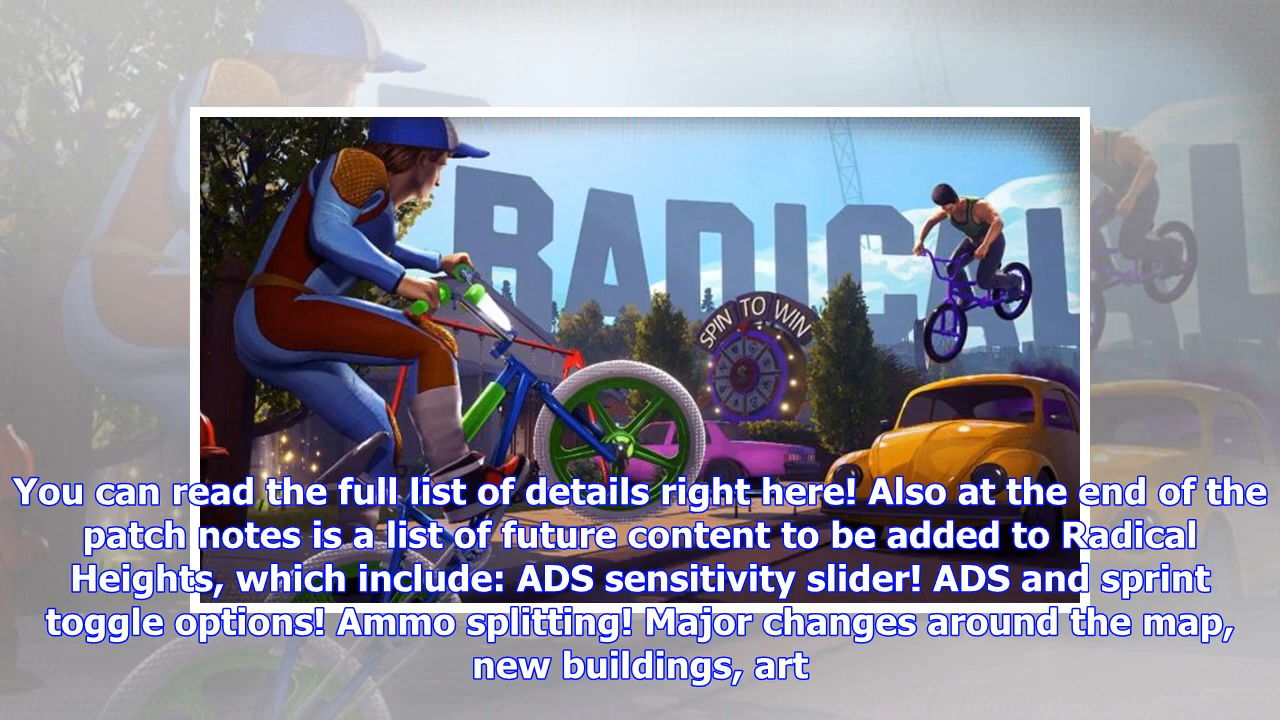 RADICAL
SPIN TO WIN
You can read the full list of details right here! Also at the end of the
patch notes is a list of future content to be added to Radical
Heights, which include: ADS sensitivity slider! ADS and sprint
toggle options! Ammo splitting! Major changes around the map,
new buildings, art